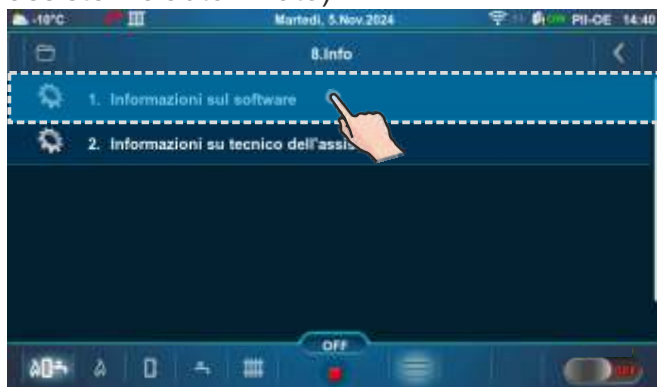 -10°C Martedì, 5.Nov.2024 PII-OE 14:40
8.Info
1. Informazioni sul software
2. Informazioni su tecnico dell'assis
OFF
OFF